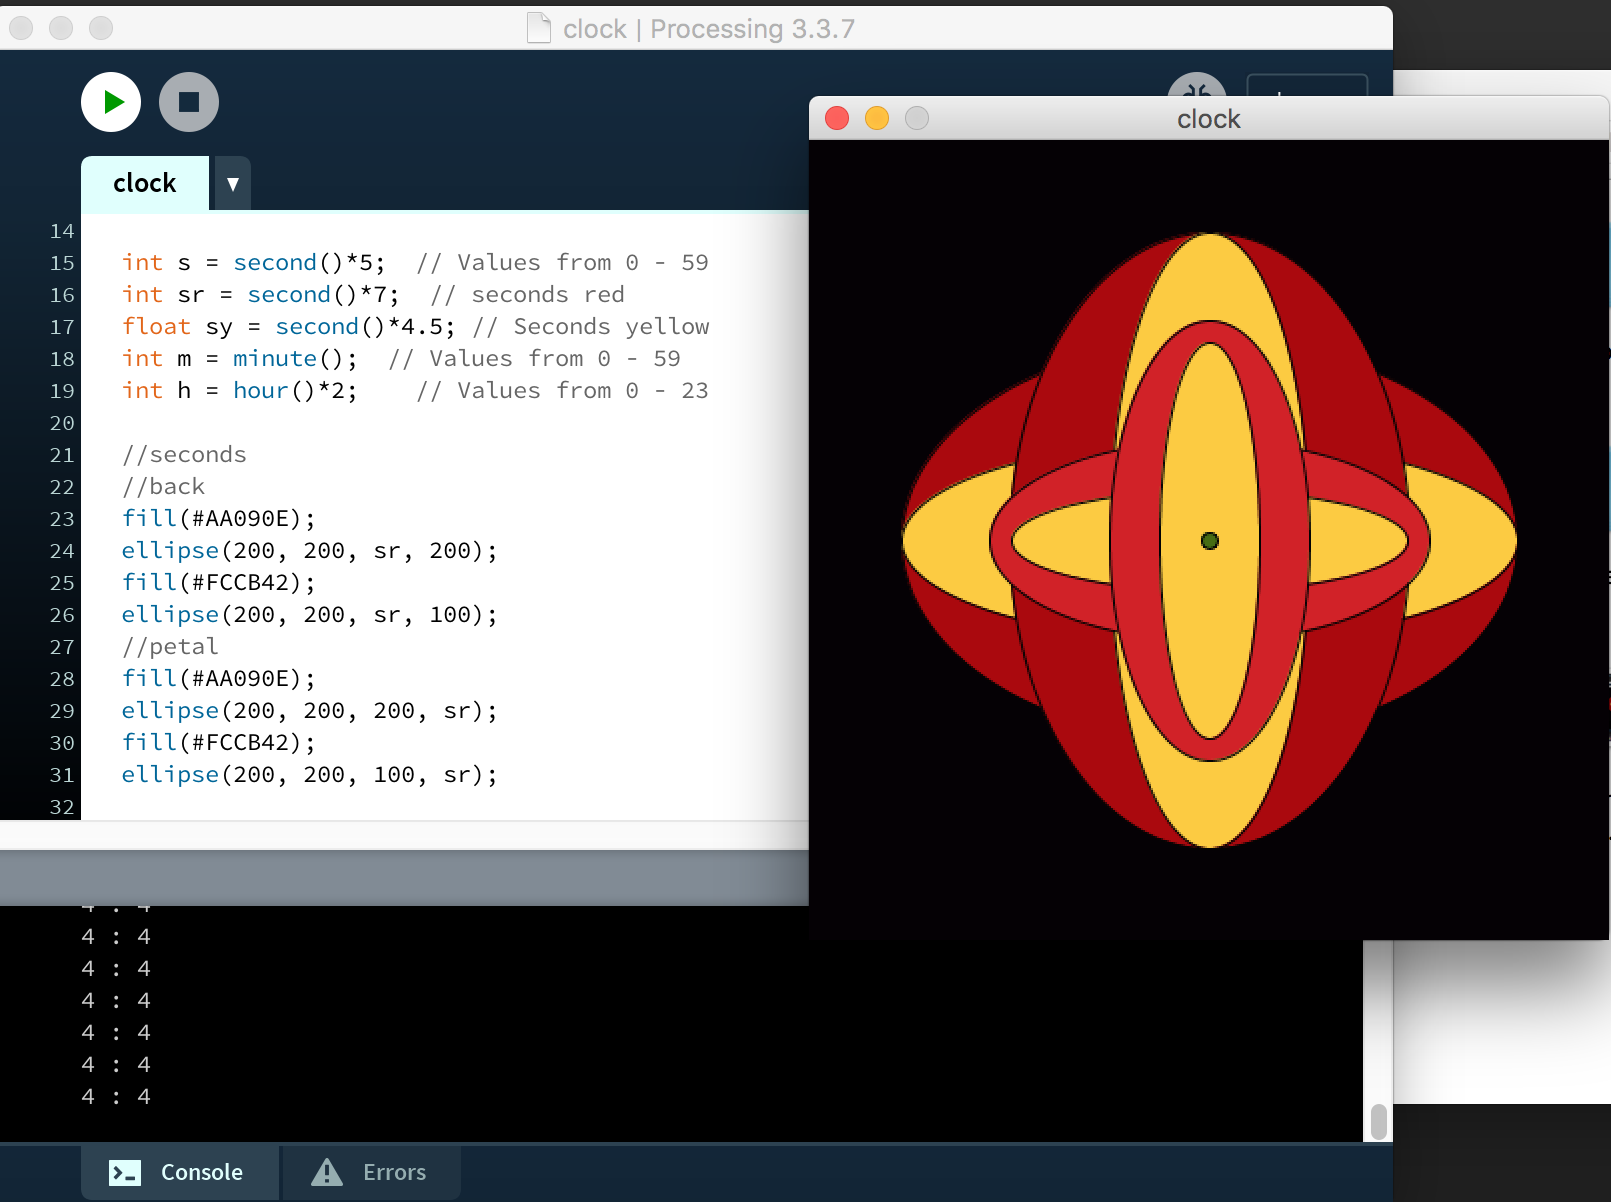 clock | Processing 3.3.7
clock
clock
14
15 int s = second()*5;  // Values from 0 - 59
16 int sr = second()*7;  // seconds red
17 float sy = second()*4.5; // Seconds yellow
18 int m = minute();  // Values from 0 - 59
19 int h = hour()*2;    // Values from 0 - 23
20
21 //seconds
22 //back
23 fill(#AA090E);
24 ellipse(200, 200, sr, 200);
25 fill(#FCCB42);
26 ellipse(200, 200, sr, 100);
27 //petal
28 fill(#AA090E);
29 ellipse(200, 200, 200, sr);
30 fill(#FCCB42);
31 ellipse(200, 200, 100, sr);
32
4 : 4
4 : 4
4 : 4
4 : 4
4 : 4
4 : 4
4 : 4
Console
Errors